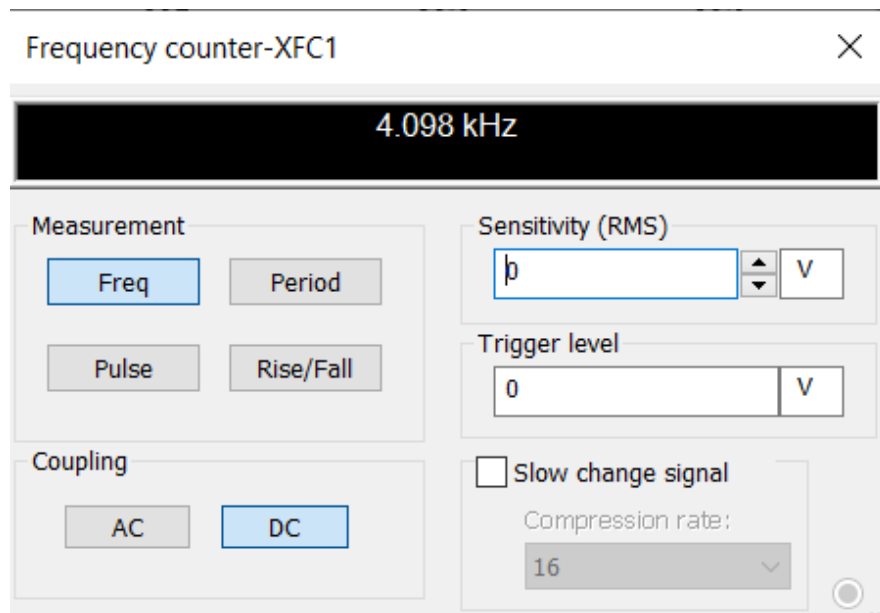 Frequency counter-XFC1
4.098 kHz
Measurement
Freq
Period
Pulse
Rise/Fall
Coupling
AC
DC
Sensitivity (RMS)
0
V
Trigger level
0
V
Slow change signal
Compression rate:
16